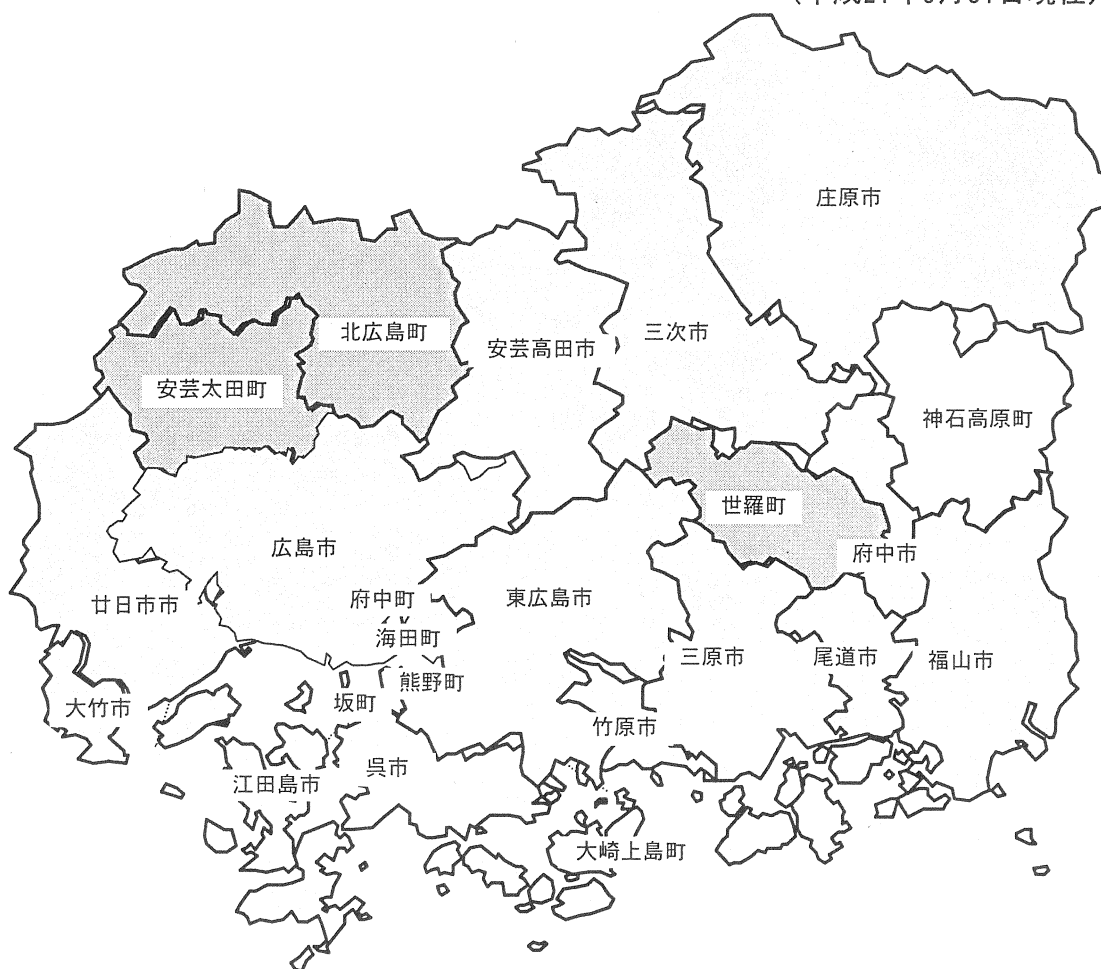 庄原市
北広島町
安芸高田市
三次市
安芸太田町
神石高原町
世羅町
広島市
府中市
廿日市市
府中町
東広島市
海田町
三原市
尾道市
福山市
熊野町
大竹市
坂町
竹原市
呉市
江田島市
大崎上島町